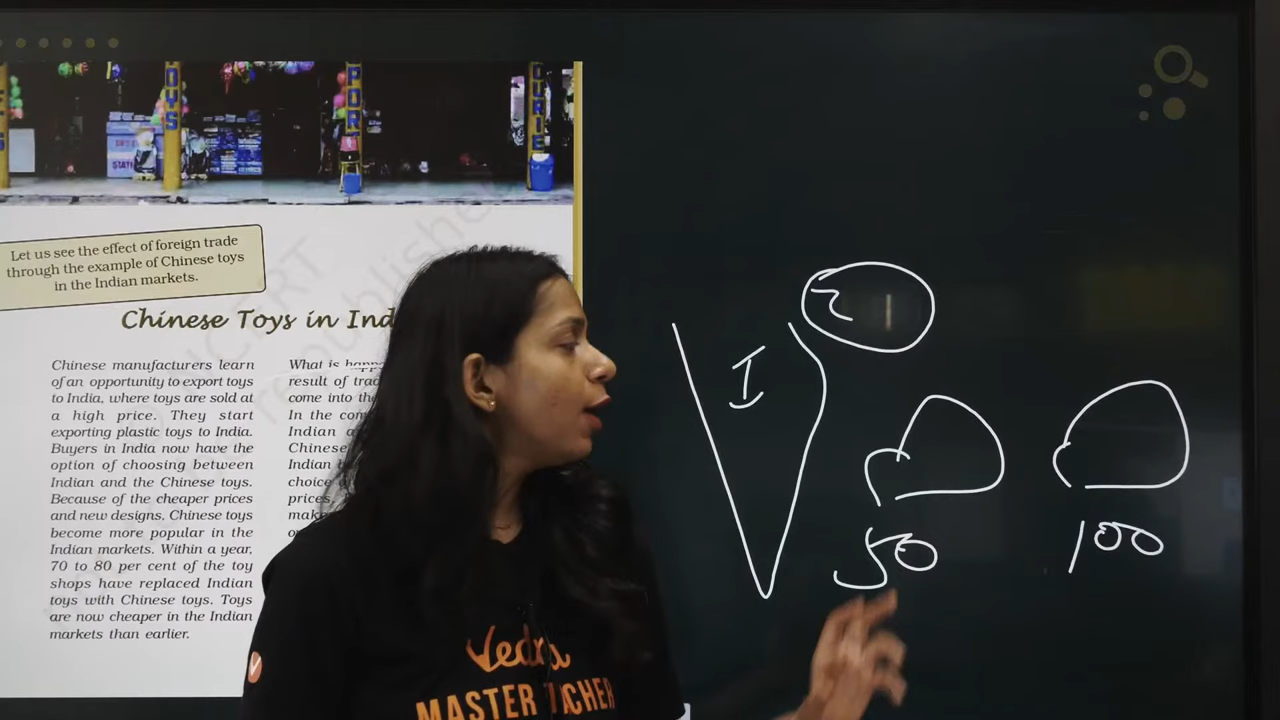 OYS
POR
TIRIE
STATI
Let us see the effect of foreign trade
through the example of Chinese toys
in the Indian markets.
Chinese Toys in Ind
Chinese manufacturers learn
of an opportunity to export toys
to India, where toys are sold at
a high price. They start
exporting plastic toys to India.
Buyers in India now have the
option of choosing between
Indian and the Chinese toys.
Because of the cheaper prices
and new designs, Chinese toys
become more popular in the
Indian markets. Within a year,
70 to 80 per cent of the toy
shops have replaced Indian
toys with Chinese toys. Toys
are now cheaper in the Indian
markets than earlier.
What is happ
result of trad
come into the
In the com
Indian a
Chinese
Indian b
choice o
prices.
mak
I
50
100
Vedantu
MASTER TEACHER